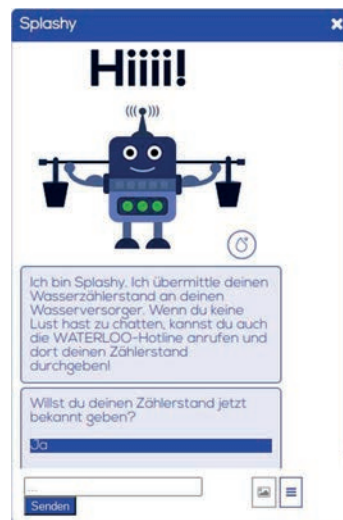 Splashy
Hiiii!
Ich bin Splashy. Ich übermittle deinen
Wasserzählerstand an deinen
Wasserversorger. Wenn du keine
Lust hast zu chatten, kannst du auch
die WATERLOO-Hotline anrufen und
dort deinen Zählerstand
durchgeben!
Willst du deinen Zählerstand jetzt
bekannt geben?
Ja
...
Senden